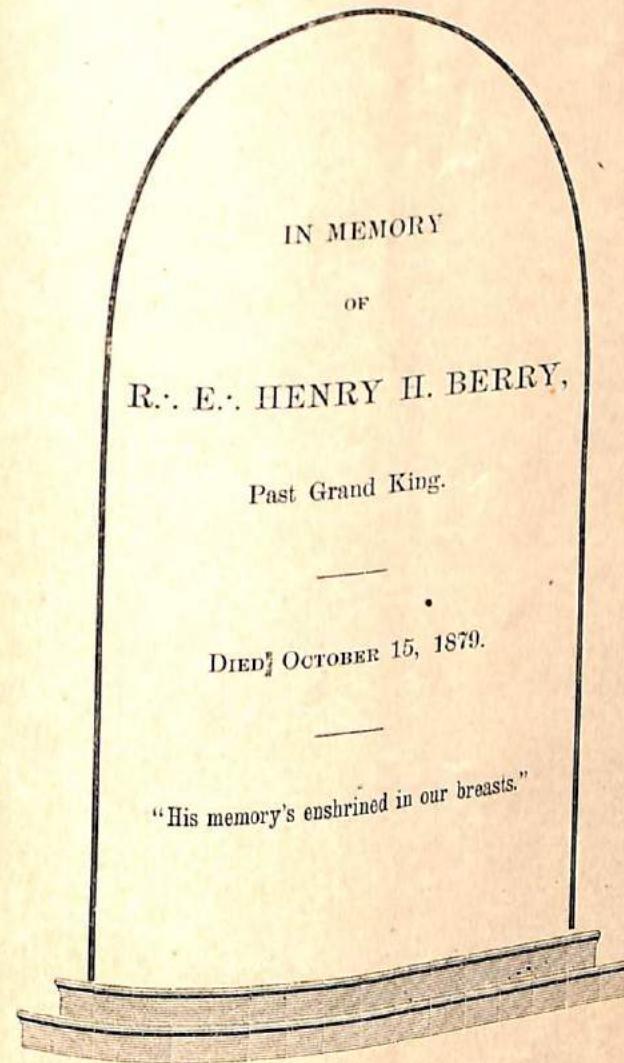 IN MEMORY
OF
R∴ E∴ HENRY H. BERRY,
Past Grand King.
DIED, OCTOBER 15, 1879.
“His memory's enshrined in our breasts.”